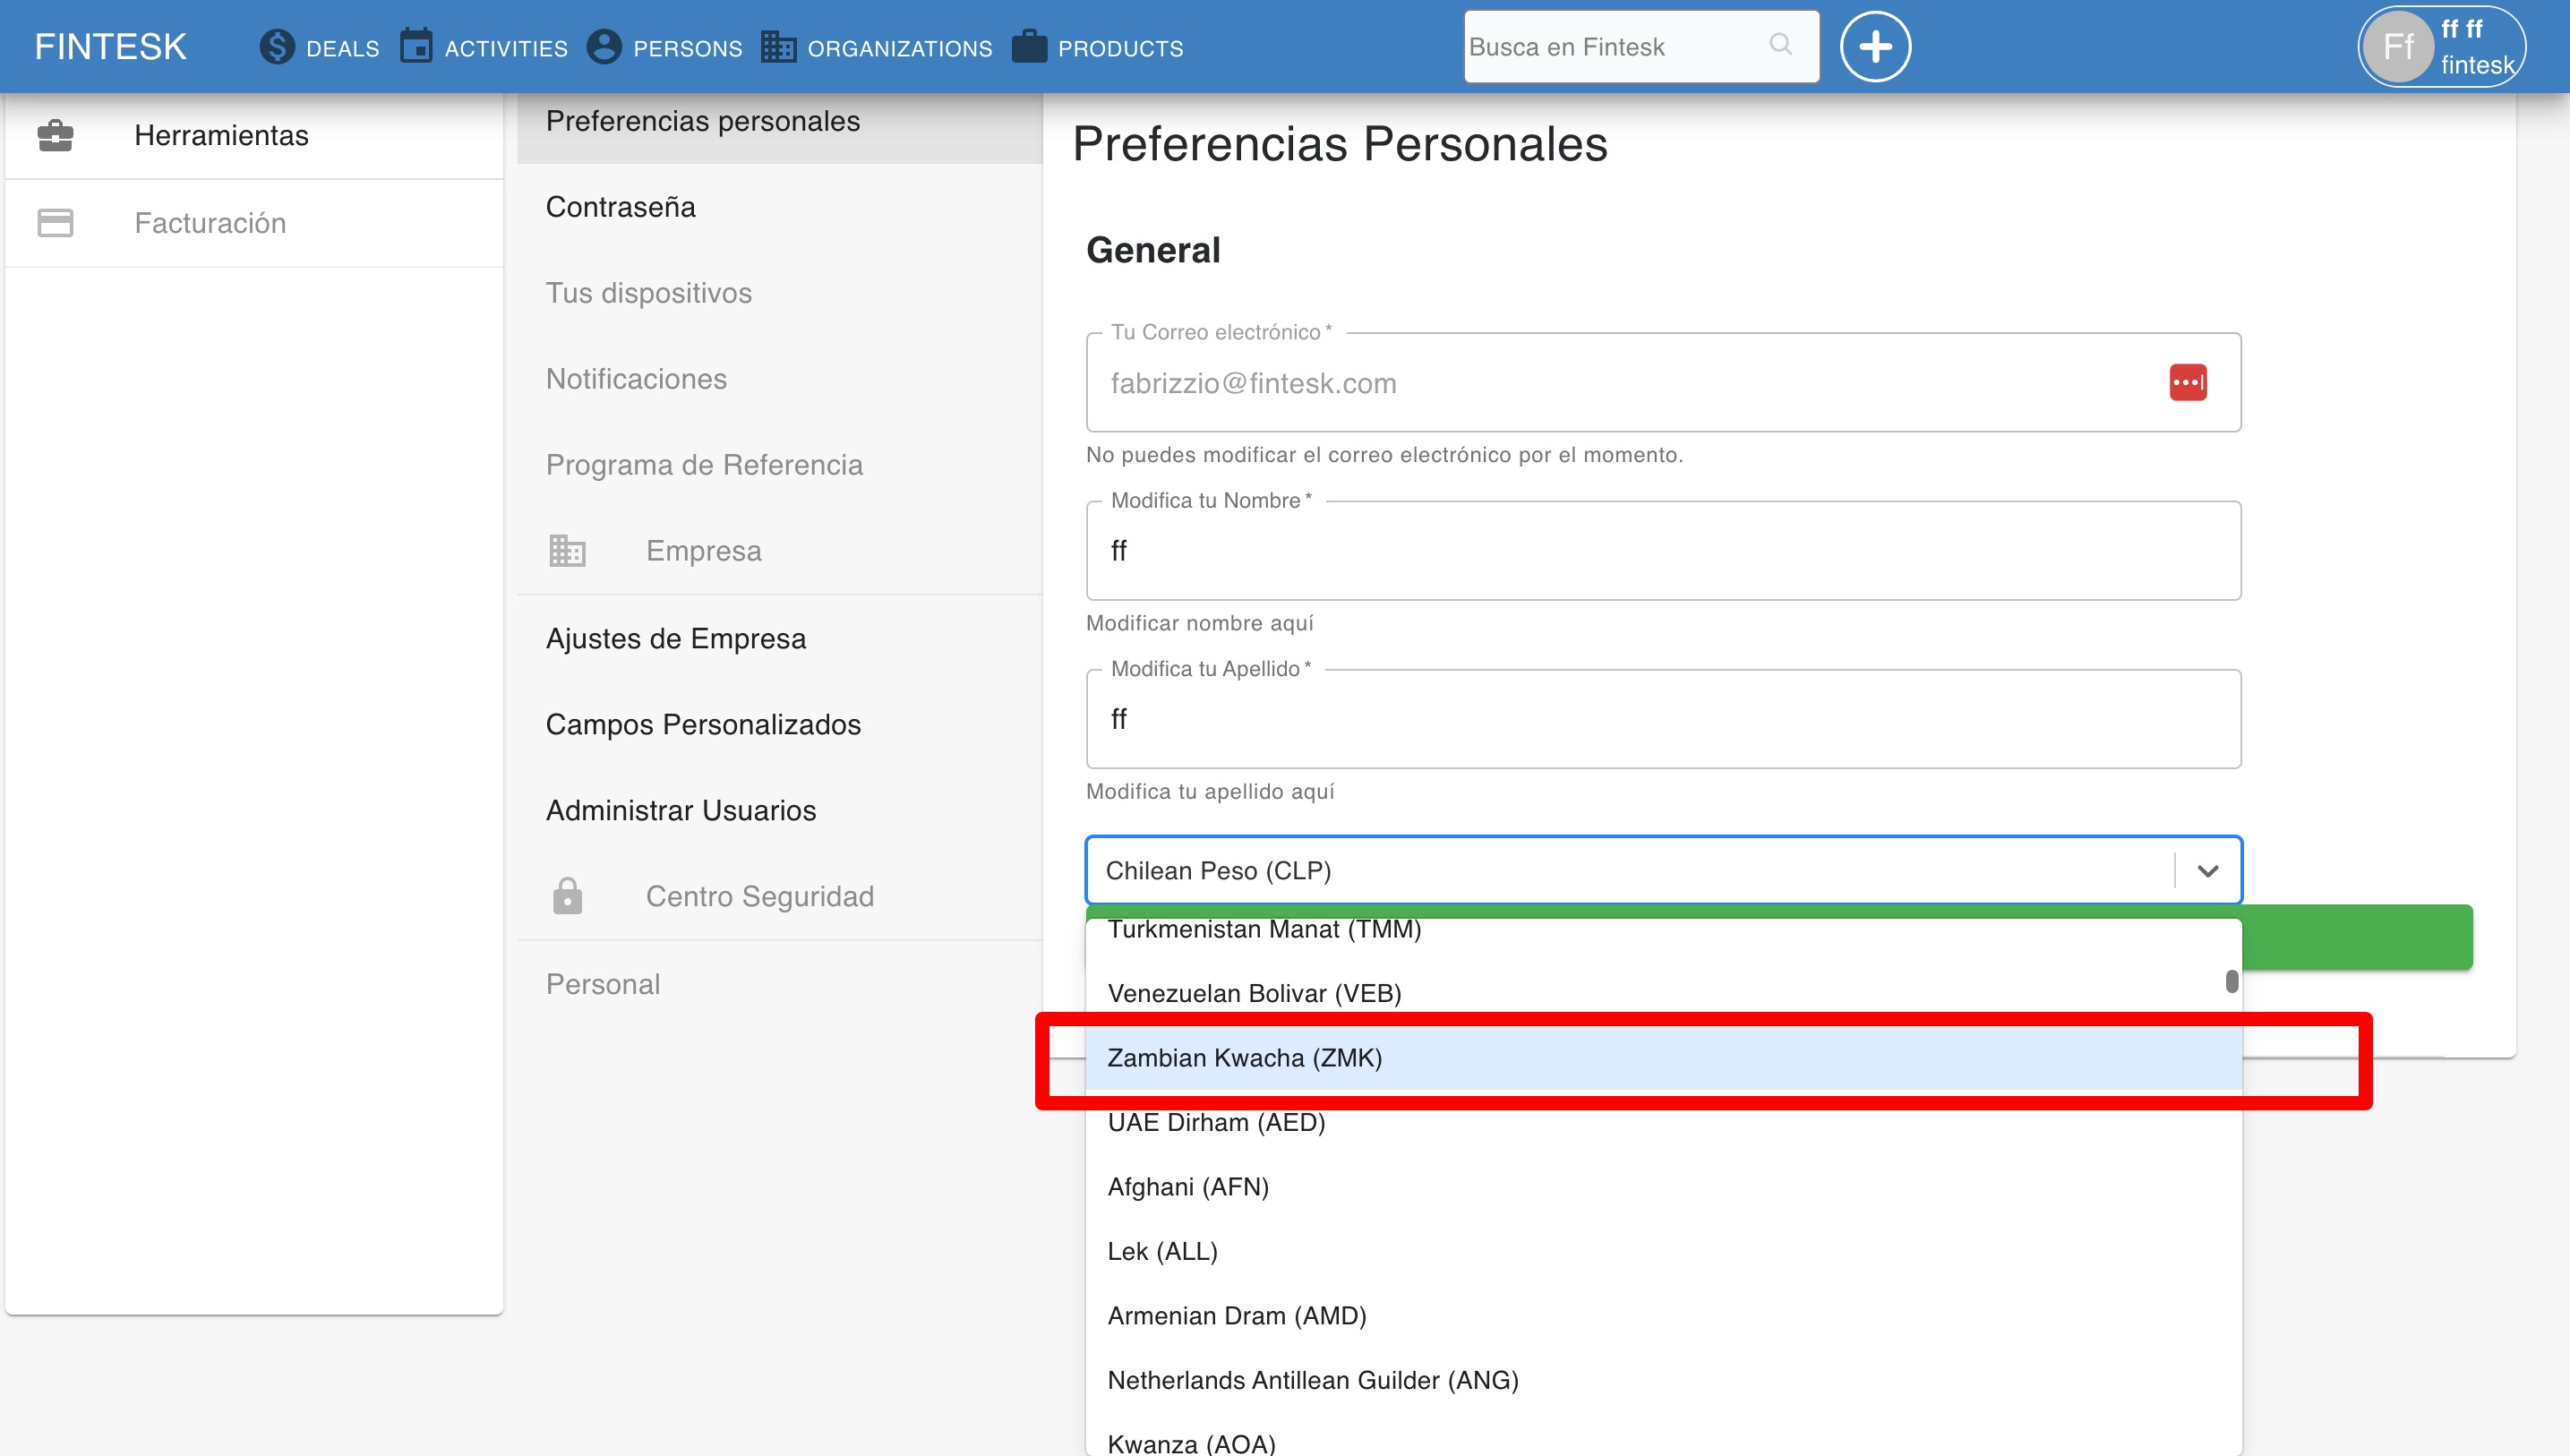 FINTESK
DEALS
ACTIVITIES
PERSONS
ORGANIZATIONS
PRODUCTS
Busca en Fintesk
Ff
ff ff
fintesk
Herramientas
Facturación
Preferencias personales
Contraseña
Tus dispositivos
Notificaciones
Programa de Referencia
Empresa
Ajustes de Empresa
Campos Personalizados
Administrar Usuarios
Centro Seguridad
Personal
Preferencias Personales
General
Tu Correo electrónico *
fabrizzio@fintesk.com
No puedes modificar el correo electrónico por el momento.
Modifica tu Nombre *
ff
Modificar nombre aquí
Modifica tu Apellido *
ff
Modifica tu apellido aquí
Chilean Peso (CLP)
Turkmenistan Manat (TMM)
Venezuelan Bolivar (VEB)
Zambian Kwacha (ZMK)
UAE Dirham (AED)
Afghani (AFN)
Lek (ALL)
Armenian Dram (AMD)
Netherlands Antillean Guilder (ANG)
Kwanza (AOA)